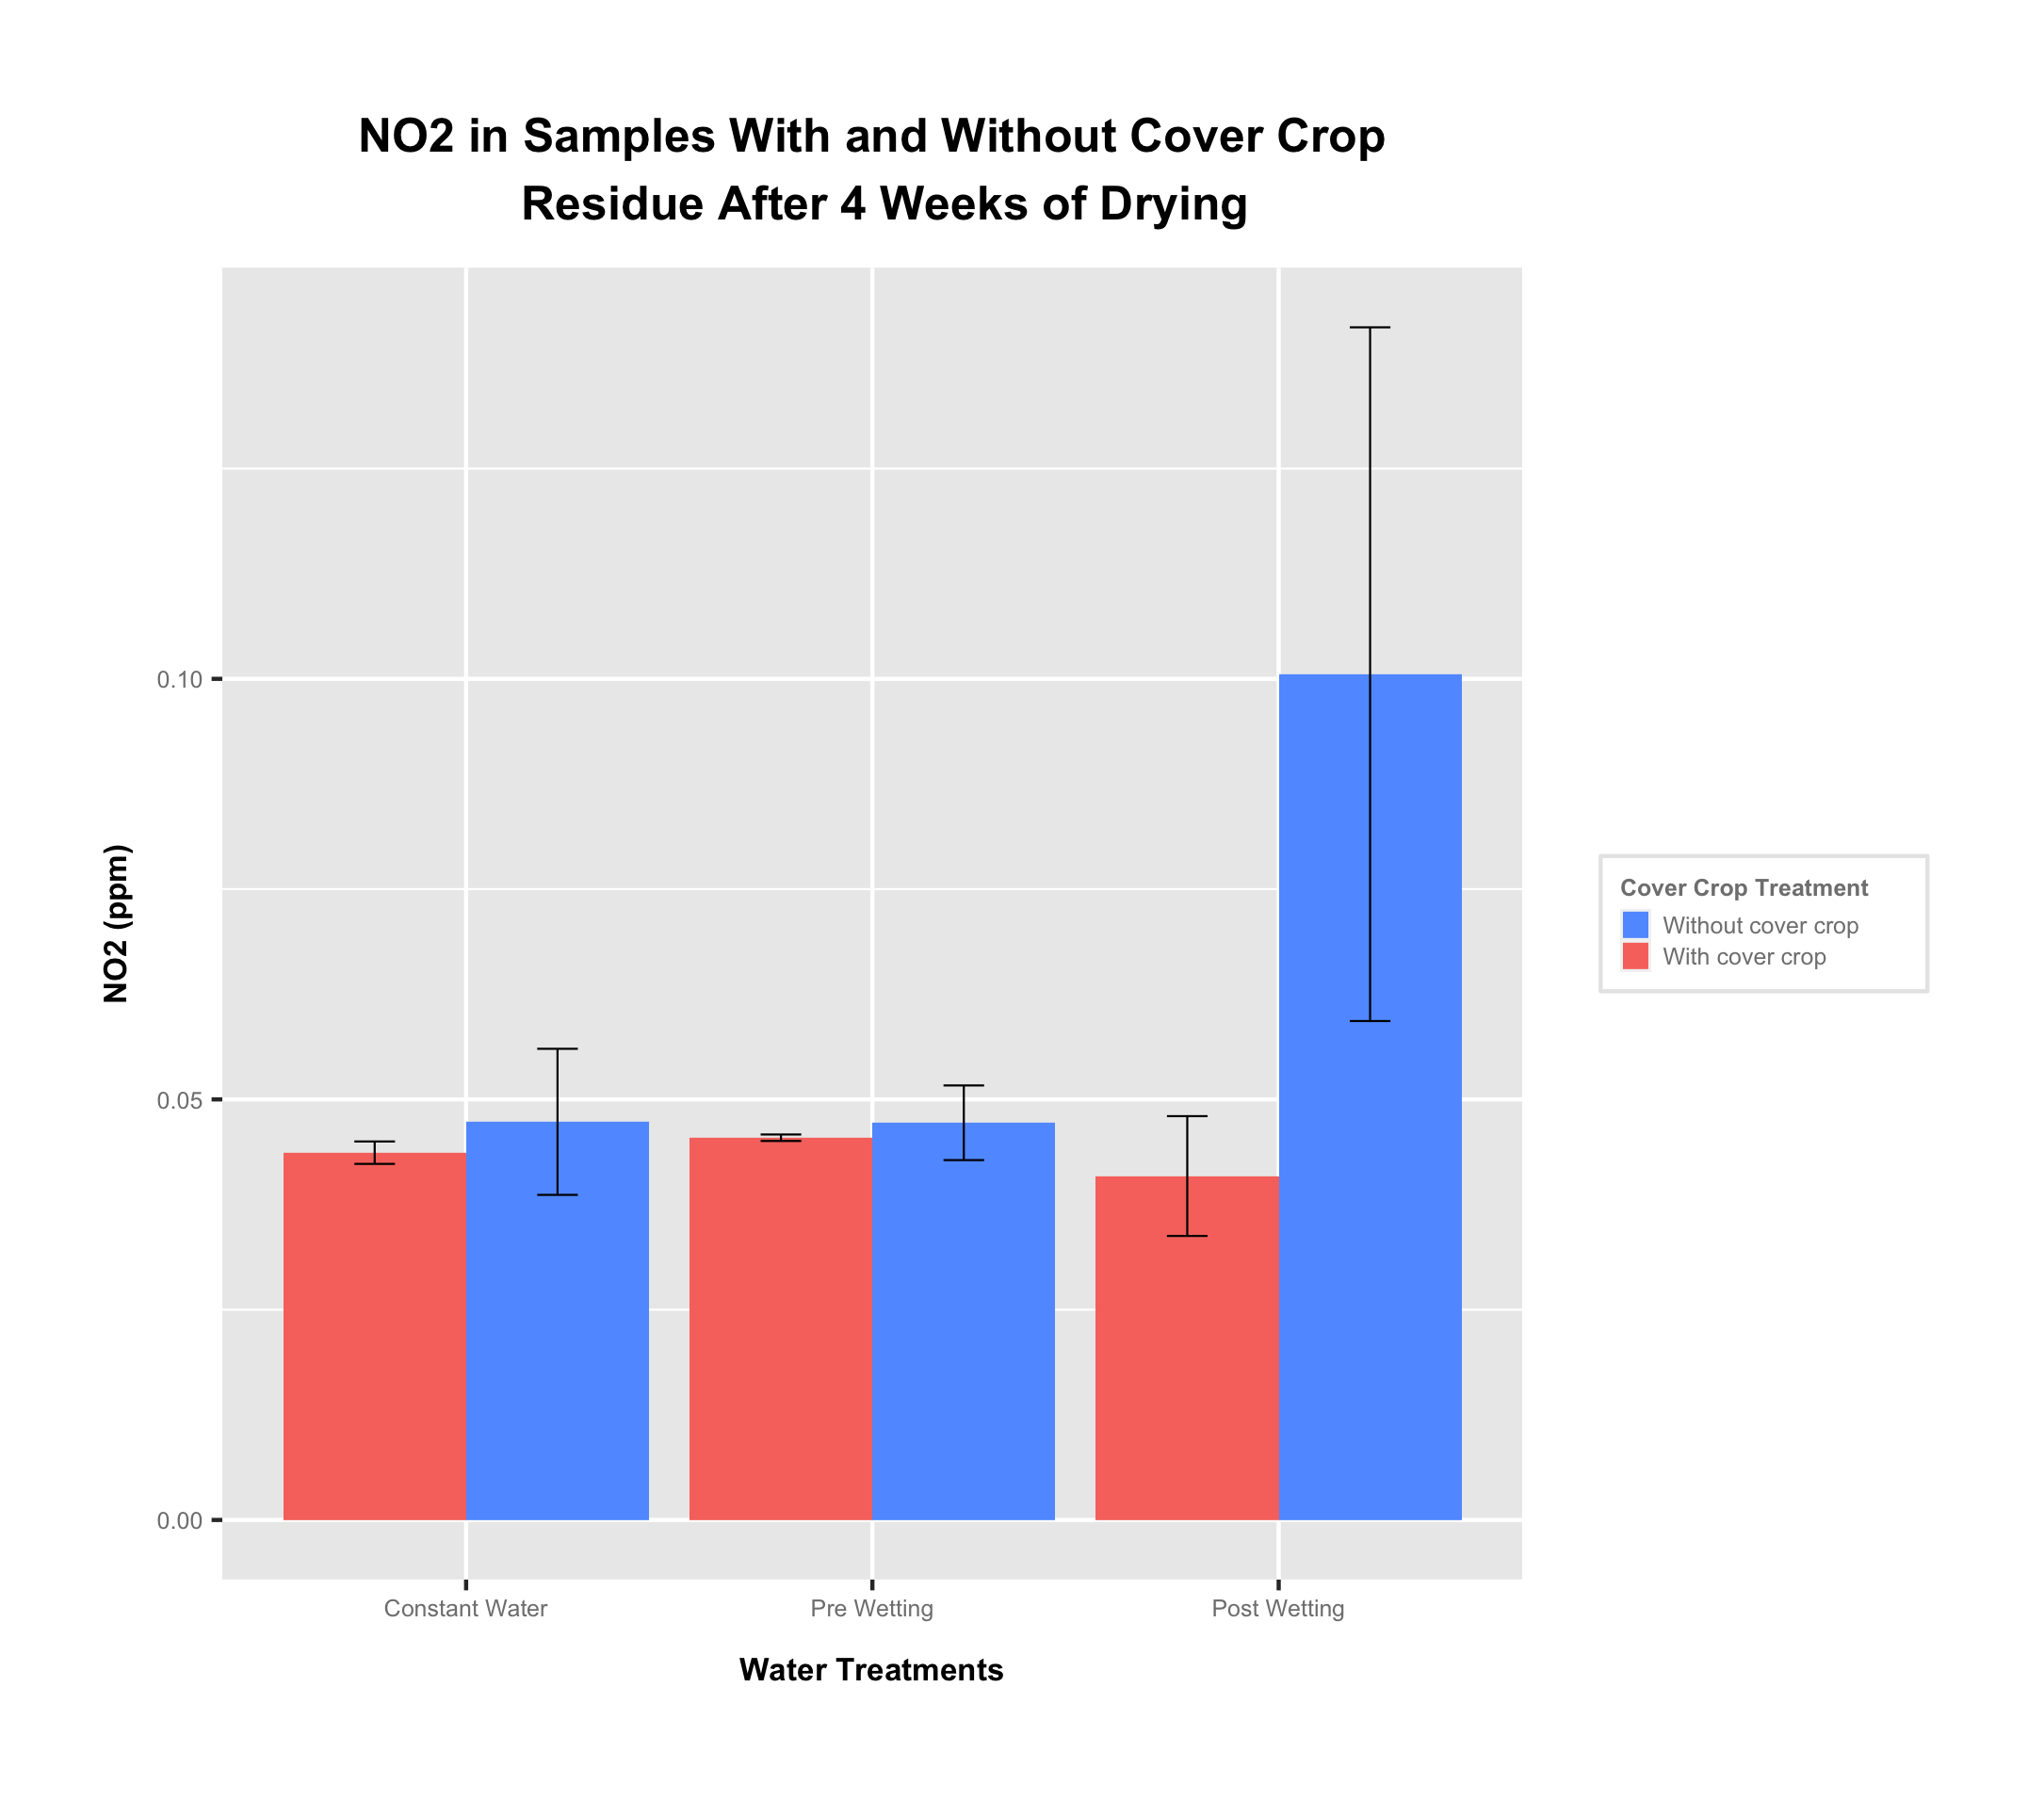 NO2 in Samples With and Without Cover Crop
Residue After 4 Weeks of Drying
NO2 (ppm)
0.10
0.05
0.00
Constant Water
Pre Wetting
Post Wetting
Water Treatments
Cover Crop Treatment
Without cover crop
With cover crop